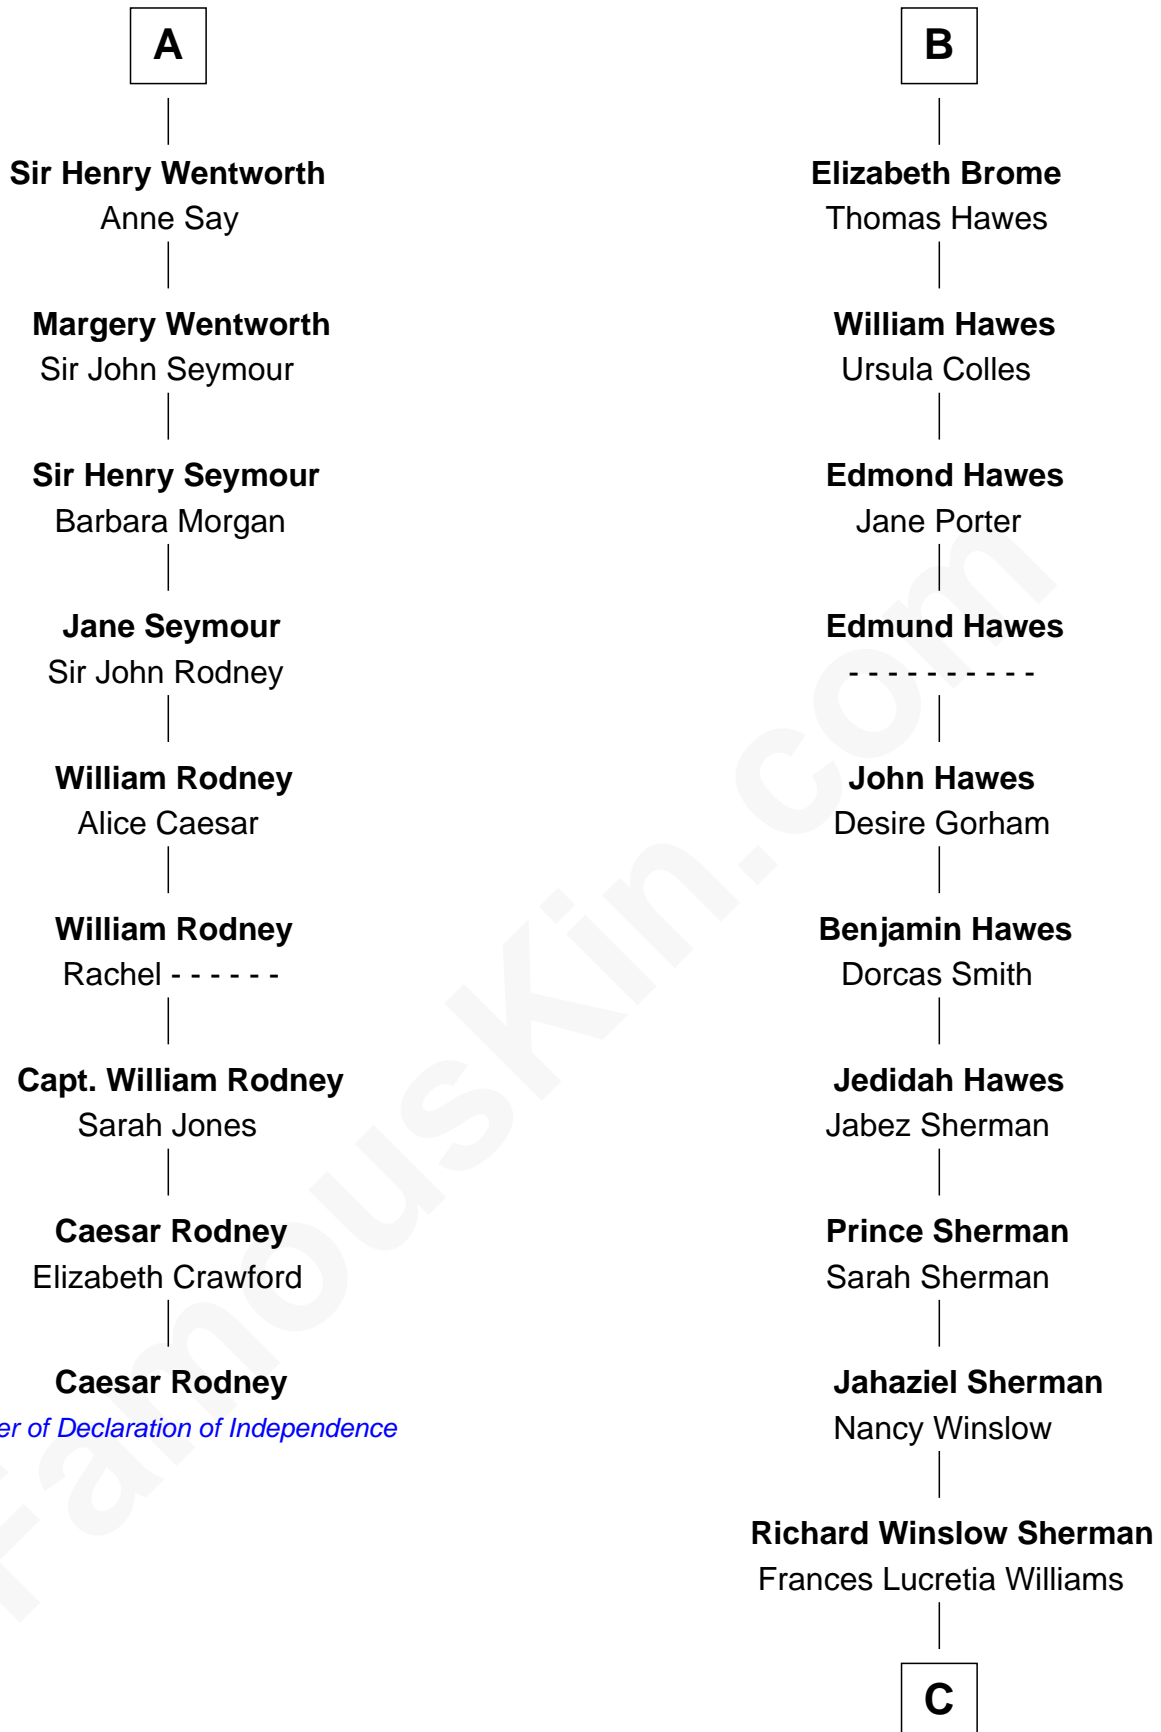 A
Sir Henry Wentworth
Anne Say
Margery Wentworth
Sir John Seymour
Sir Henry Seymour
Barbara Morgan
Jane Seymour
Sir John Rodney
William Rodney
Alice Caesar
William Rodney
Rachel - - - - - -
Capt. William Rodney
Sarah Jones
Caesar Rodney
Elizabeth Crawford
Caesar Rodney
er of Declaration of Independence
B
Elizabeth Brome
Thomas Hawes
William Hawes
Ursula Colles
Edmond Hawes
Jane Porter
Edmund Hawes
- - - - - - - - - -
John Hawes
Desire Gorham
Benjamin Hawes
Dorcas Smith
Jedidah Hawes
Jabez Sherman
Prince Sherman
Sarah Sherman
Jahaziel Sherman
Nancy Winslow
Richard Winslow Sherman
Frances Lucretia Williams
C
FamousKin.com